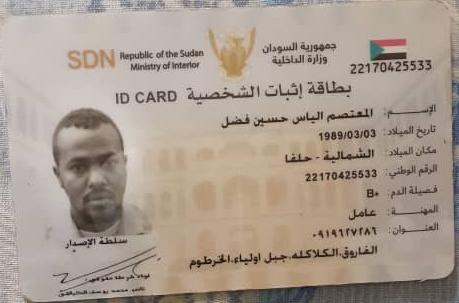 SDN Republic of the Sudan
Ministry of Interior
جمهورية السودان
وزارة الداخلية
22170425533
بطاقة إثبات الشخصية ID CARD
الإسم: المعتصم الياس حسين فضل
تاريخ الميلاد: 1989/03/03
مكان الميلاد: الشمالية - حلفا
الرقم الوطني: 22170425533
فصيلة الدم: B+
المهنة: عامل
العنوان: ٠٩١٩٦٢٧٢٨٦
الفاروق,الكلاكله,جبل اولياء,الخرطوم
سلطة الإصدار